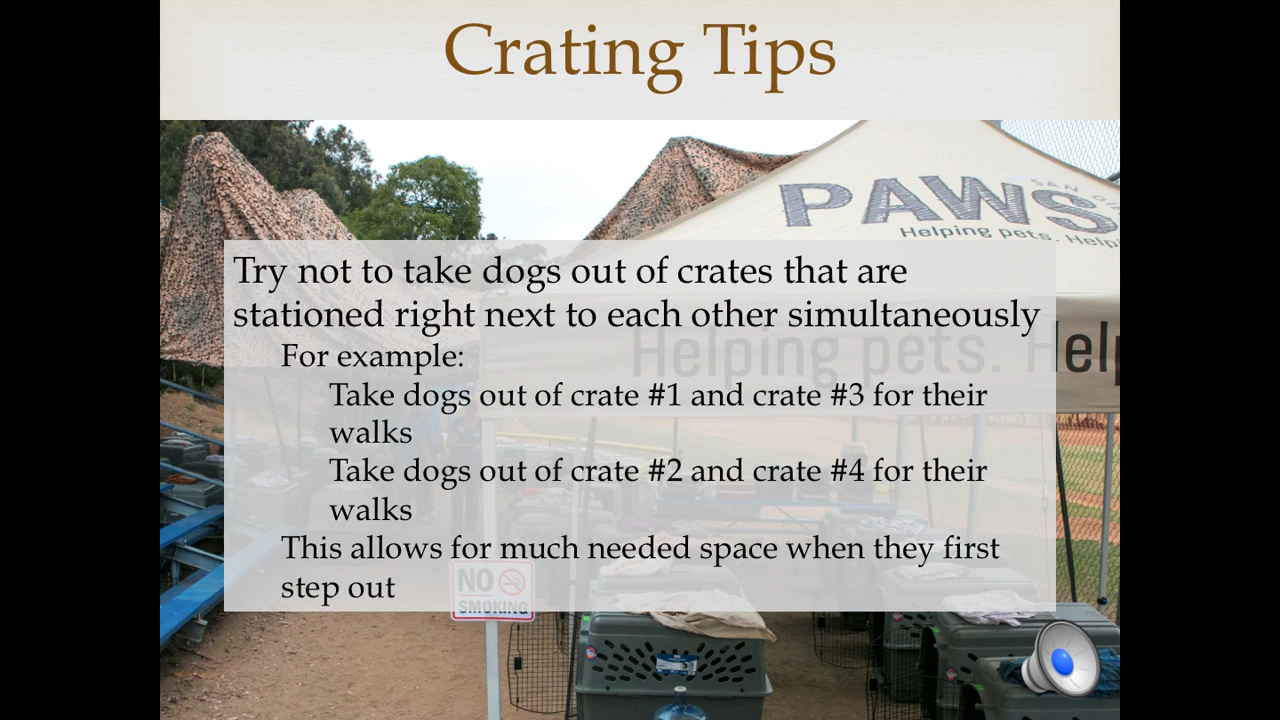 Crating Tips
SAN
PAWS
Helping pets. Help
Try not to take dogs out of crates that are
stationed right next to each other simultaneously
Helping pets. Help
For example:
Take dogs out of crate #1 and crate #3 for their
walks
Take dogs out of crate #2 and crate #4 for their
walks
This allows for much needed space when they first
step out
NO
SMOKING